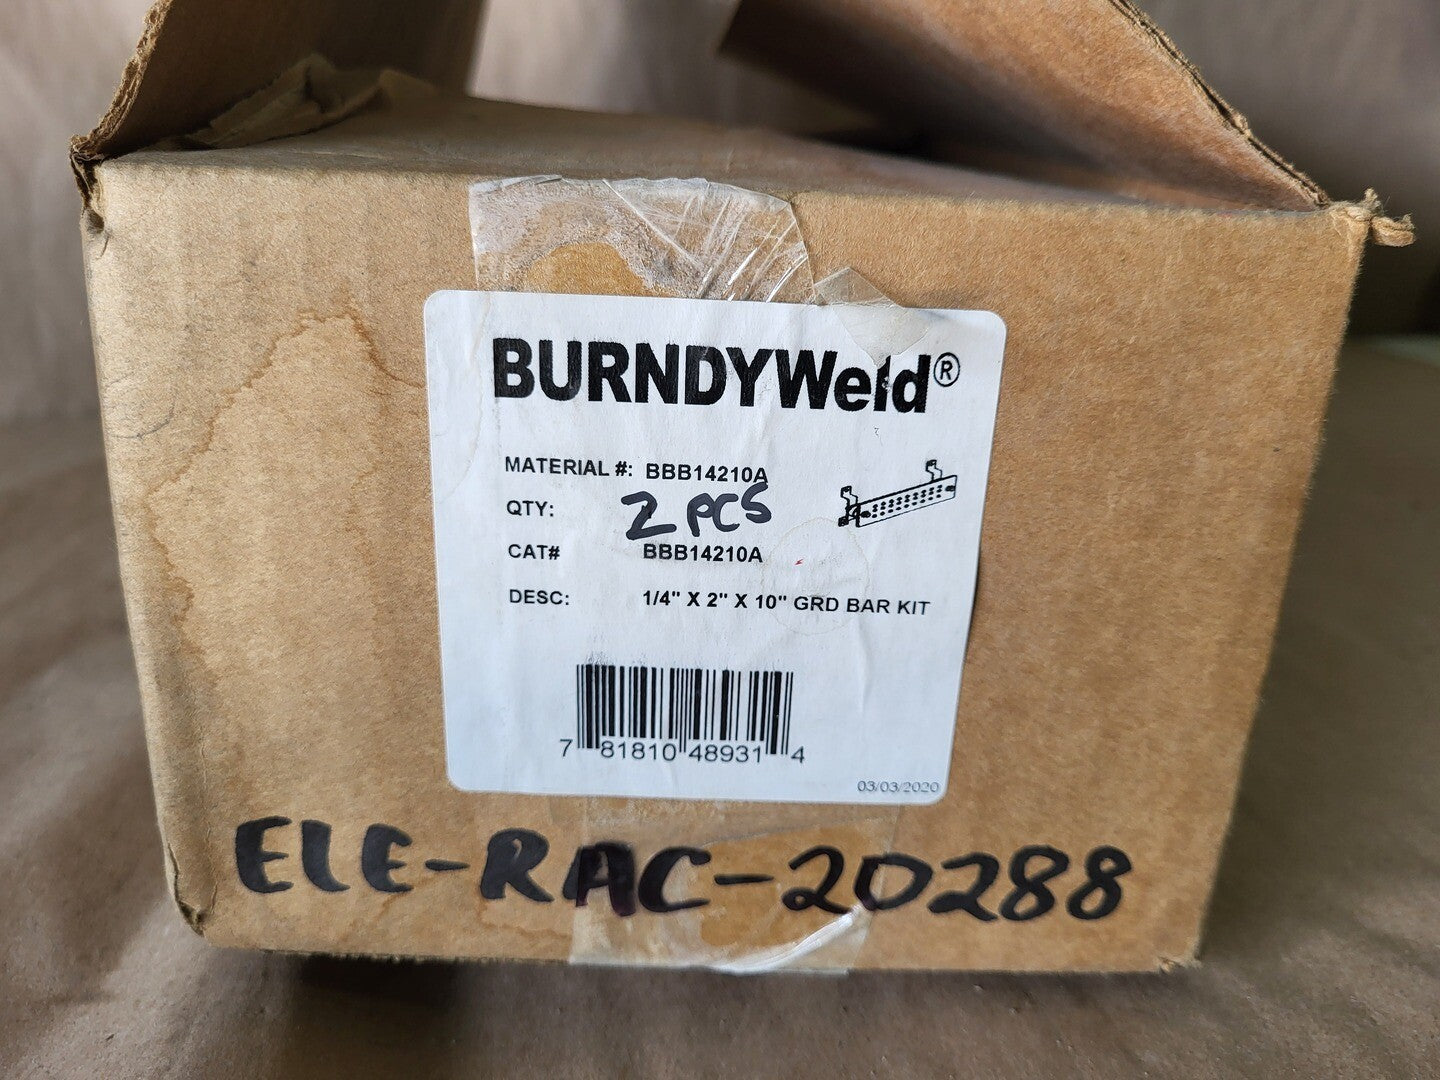 BURNDYWeld®
MATERIAL #: BBB14210A
QTY: 2 PCS
CAT# BBB14210A
DESC: 1/4" X 2" X 10" GRD BAR KIT
7 81810 48931 4
03/03/2020
ELE-RAC-20288